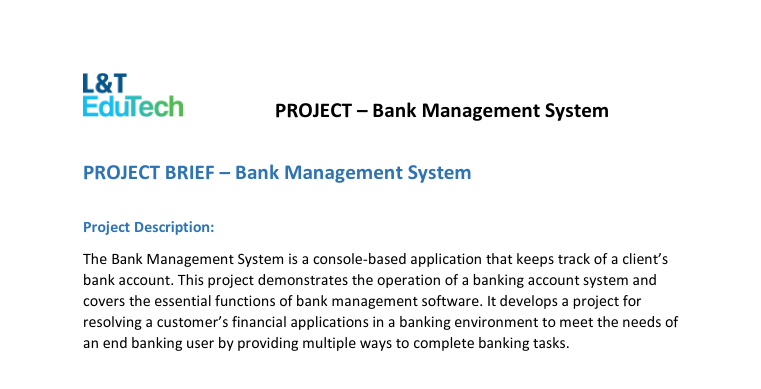 L&T
EduTech
PROJECT – Bank Management System
PROJECT BRIEF – Bank Management System
Project Description:
The Bank Management System is a console-based application that keeps track of a client’s
bank account. This project demonstrates the operation of a banking account system and
covers the essential functions of bank management software. It develops a project for
resolving a customer’s financial applications in a banking environment to meet the needs of
an end banking user by providing multiple ways to complete banking tasks.